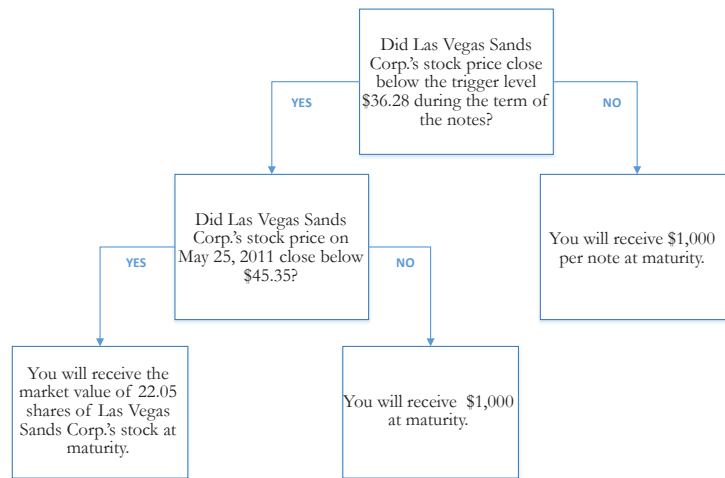 Did Las Vegas Sands
Corp.'s stock price close
below the trigger level
$36.28 during the term of
the notes?
YES
NO
Did Las Vegas Sands
Corp.'s stock price on
May 25, 2011 close below
$45.35?
You will receive $1,000
per note at maturity.
YES
NO
You will receive the
market value of 22.05
shares of Las Vegas
Sands Corp.'s stock at
maturity.
You will receive $1,000
at maturity.